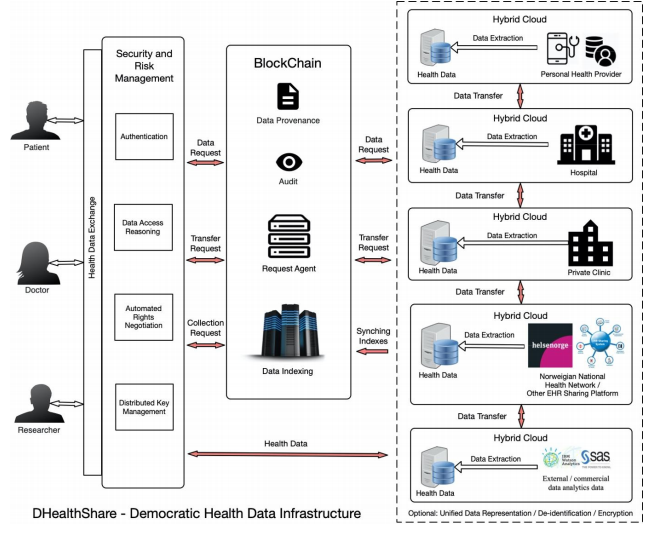 Security and
Risk
Management
Authentication
Data Access
Reasoning
Automated
Rights
Negotiation
Distributed Key
Management
Health Data Exchange
Patient
Doctor
Researcher
Data
Request
Transfer
Request
Collection
Request
BlockChain
Data Provenance
Audit
Request Agent
Data Indexing
Data
Request
Transfer
Request
Synching
Indexes
Health Data
Hybrid Cloud
Data Extraction
Health Data
Personal Health Provider
Data Transfer
Hybrid Cloud
Data Extraction
Health Data
Hospital
Data Transfer
Hybrid Cloud
Data Extraction
Health Data
Private Clinic
Data Transfer
Hybrid Cloud
Data Extraction
helsenorge
Health Data
Norweigian National
Health Network /
Other EHR Sharing Platform
Data Transfer
Hybrid Cloud
Data Extraction
IBM
Watson
Analytics
sas
Health Data
External / commercial
data analytics data
DHealthShare - Democratic Health Data Infrastructure
Optional: Unified Data Representation / De-identification / Encryption